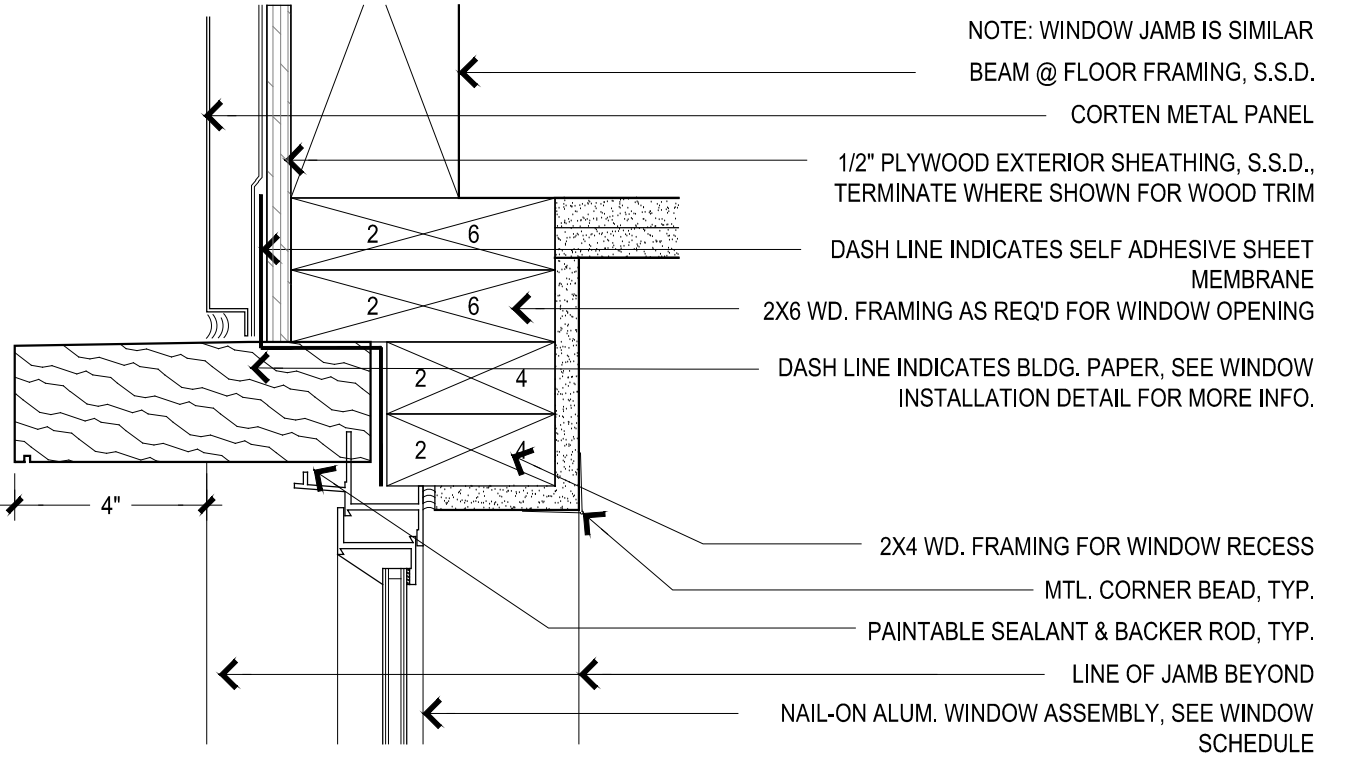 NOTE: WINDOW JAMB IS SIMILAR
BEAM @ FLOOR FRAMING, S.S.D.
CORTEN METAL PANEL
1/2" PLYWOOD EXTERIOR SHEATHING, S.S.D.,
TERMINATE WHERE SHOWN FOR WOOD TRIM
2 6
DASH LINE INDICATES SELF ADHESIVE SHEET
MEMBRANE
2 6
2X6 WD. FRAMING AS REQ'D FOR WINDOW OPENING
2 4
DASH LINE INDICATES BLDG. PAPER, SEE WINDOW
INSTALLATION DETAIL FOR MORE INFO.
2 4
4"
2X4 WD. FRAMING FOR WINDOW RECESS
MTL. CORNER BEAD, TYP.
PAINTABLE SEALANT & BACKER ROD, TYP.
LINE OF JAMB BEYOND
NAIL-ON ALUM. WINDOW ASSEMBLY, SEE WINDOW
SCHEDULE